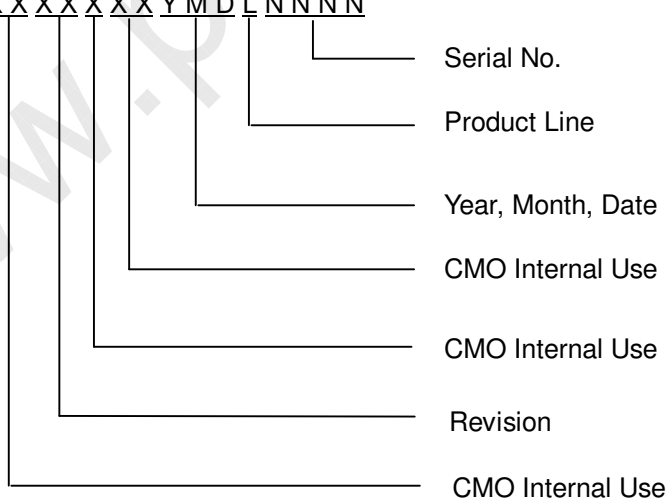 X X X X X X X Y M D L N N N N
Serial No.
Product Line
Year, Month, Date
CMO Internal Use
CMO Internal Use
Revision
CMO Internal Use